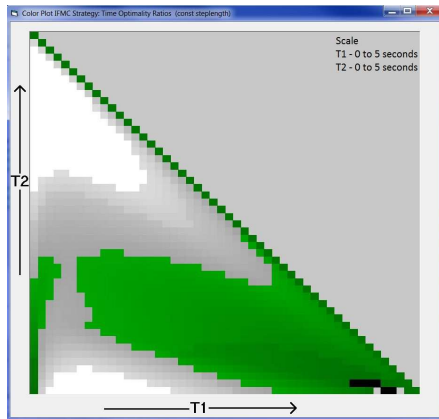 Color Plot IFMC Strategy: Time Optimality Ratios (const steplength)
Scale
T1 - 0 to 5 seconds
T2 - 0 to 5 seconds
T2
T1